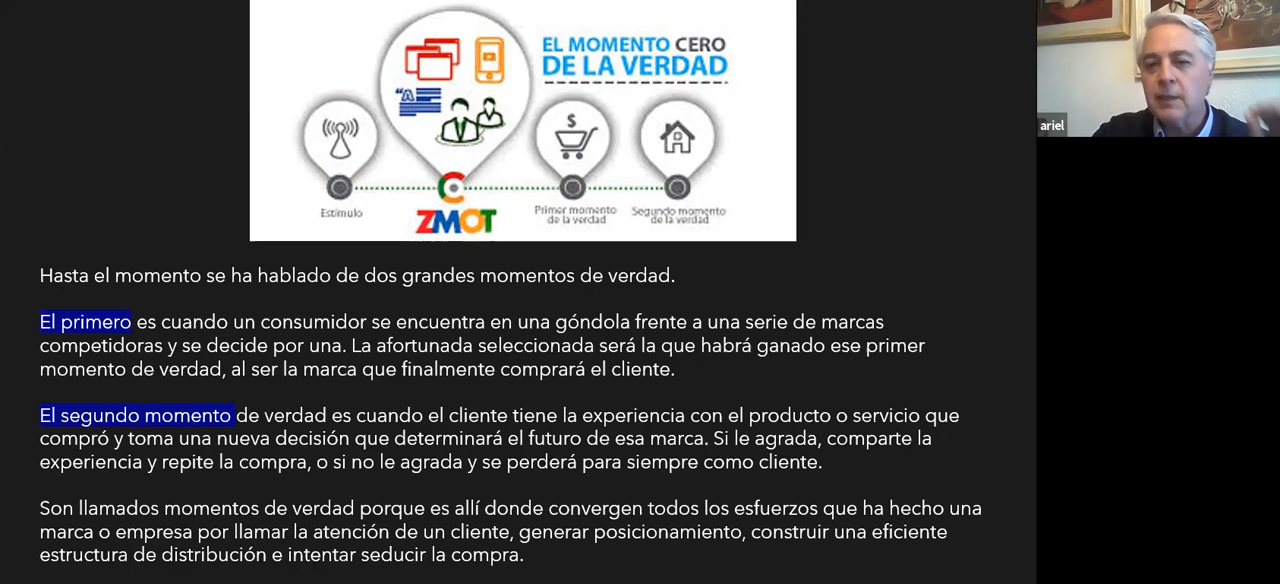 EL MOMENTO CERO
DE LA VERDAD
Estímulo
ZMOT
Primer momento
de la verdad
Segundo momento
de la verdad
ariel
Hasta el momento se ha hablado de dos grandes momentos de verdad.
El primero es cuando un consumidor se encuentra en una góndola frente a una serie de marcas
competidoras y se decide por una. La afortunada seleccionada será la que habrá ganado ese primer
momento de verdad, al ser la marca que finalmente comprará el cliente.
El segundo momento de verdad es cuando el cliente tiene la experiencia con el producto o servicio que
compró y toma una nueva decisión que determinará el futuro de esa marca. Si le agrada, comparte la
experiencia y repite la compra, o si no le agrada y se perderá para siempre como cliente.
Son llamados momentos de verdad porque es allí donde convergen todos los esfuerzos que ha hecho una
marca o empresa por llamar la atención de un cliente, generar posicionamiento, construir una eficiente
estructura de distribución e intentar seducir la compra.